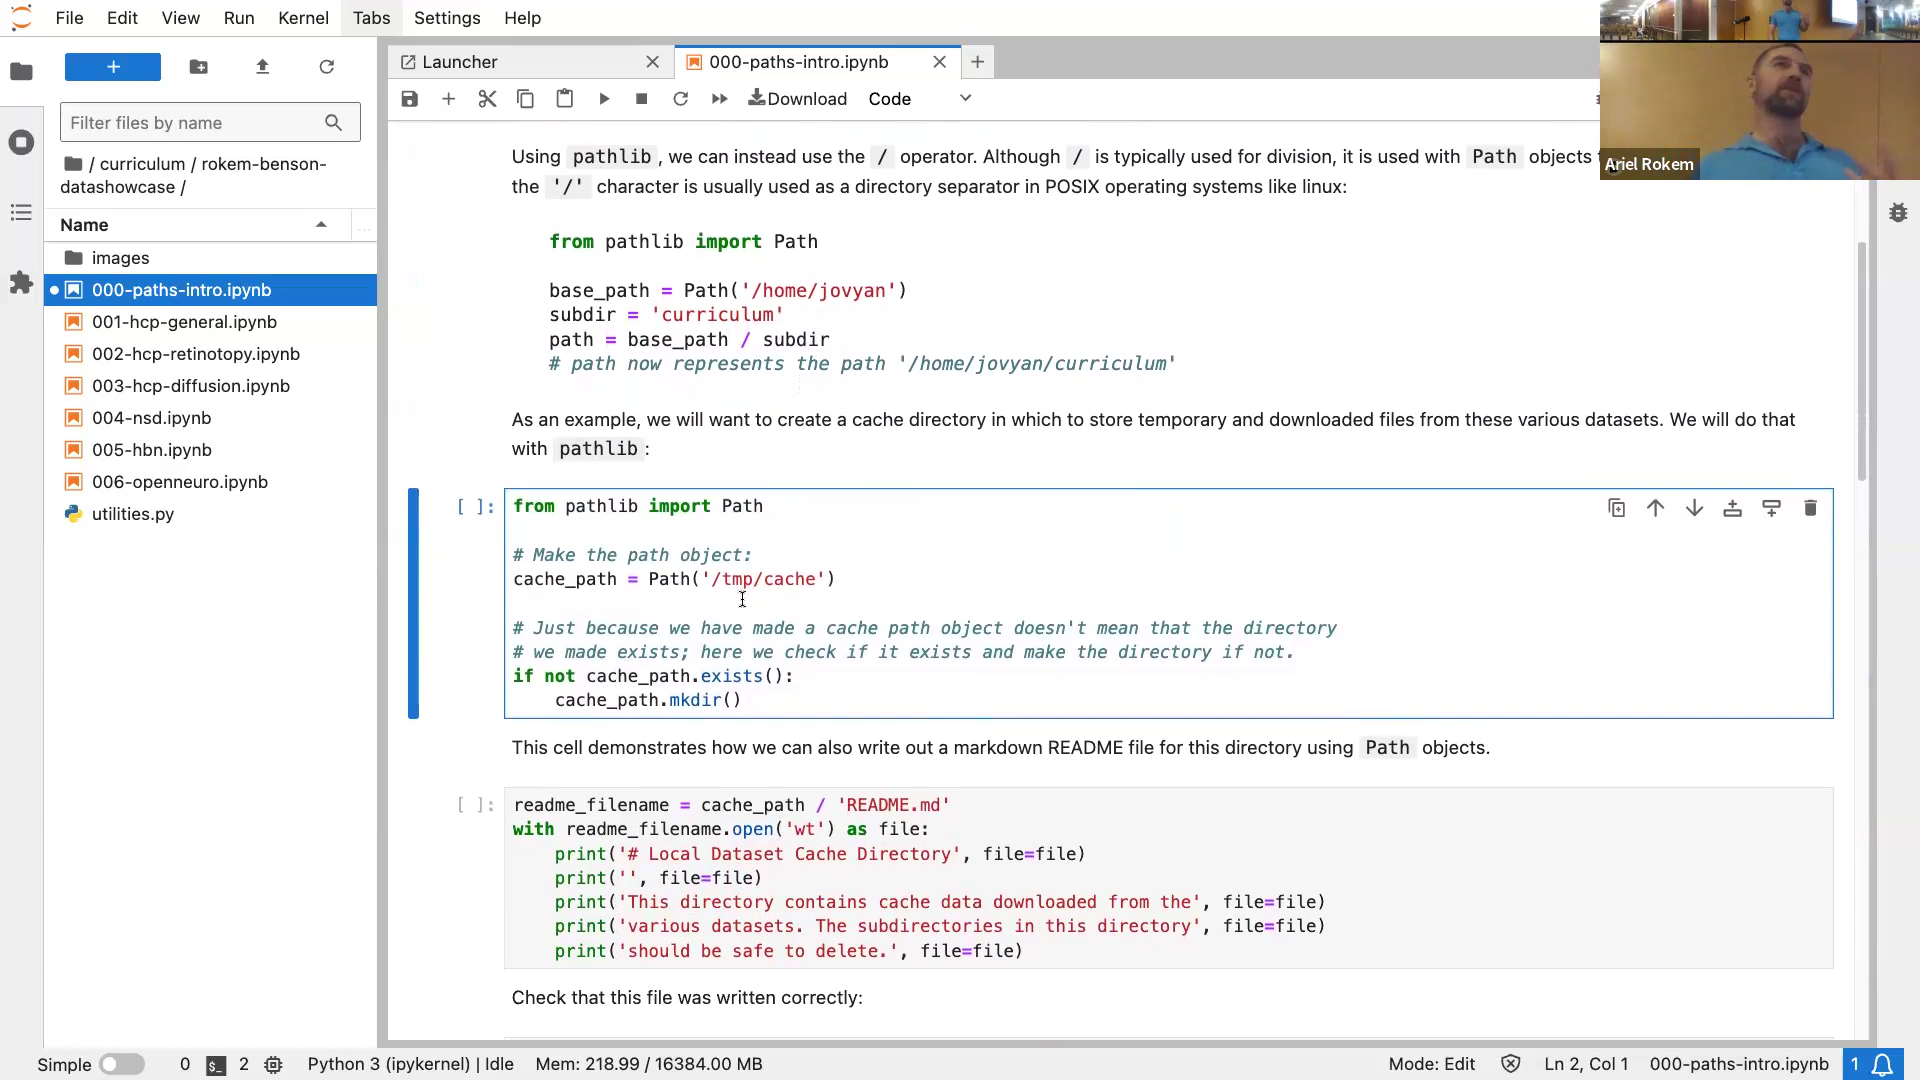 File Edit View Run Kernel Tabs Settings Help
Launcher
000-paths-intro.ipynb
Download Code
Filter files by name
/ curriculum / rokem-benson-
datashowcase /
Name
images
000-paths-intro.ipynb
001-hcp-general.ipynb
002-hcp-retinotopy.ipynb
003-hcp-diffusion.ipynb
004-nsd.ipynb
005-hbn.ipynb
006-openneuro.ipynb
utilities.py
Using pathlib, we can instead use the / operator. Although / is typically used for division, it is used with Path objects
the '/' character is usually used as a directory separator in POSIX operating systems like linux:
from pathlib import Path
base_path = Path('/home/jovyan')
subdir = 'curriculum'
path = base_path / subdir
# path now represents the path '/home/jovyan/curriculum'
As an example, we will want to create a cache directory in which to store temporary and downloaded files from these various datasets. We will do that
with pathlib:
[ ]: from pathlib import Path
# Make the path object:
cache_path = Path('/tmp/cache')
# Just because we have made a cache path object doesn't mean that the directory
# we made exists; here we check if it exists and make the directory if not.
if not cache_path.exists():
    cache_path.mkdir()
This cell demonstrates how we can also write out a markdown README file for this directory using Path objects.
[ ]: readme_filename = cache_path / 'README.md'
with readme_filename.open('wt') as file:
    print('# Local Dataset Cache Directory', file=file)
    print('', file=file)
    print('This directory contains cache data downloaded from the', file=file)
    print('various datasets. The subdirectories in this directory', file=file)
    print('should be safe to delete.', file=file)
Check that this file was written correctly:
Ariel Rokem
Simple 0 2 Python 3 (ipykernel) | Idle Mem: 218.99 / 16384.00 MB Mode: Edit Ln 2, Col 1 000-paths-intro.ipynb 1